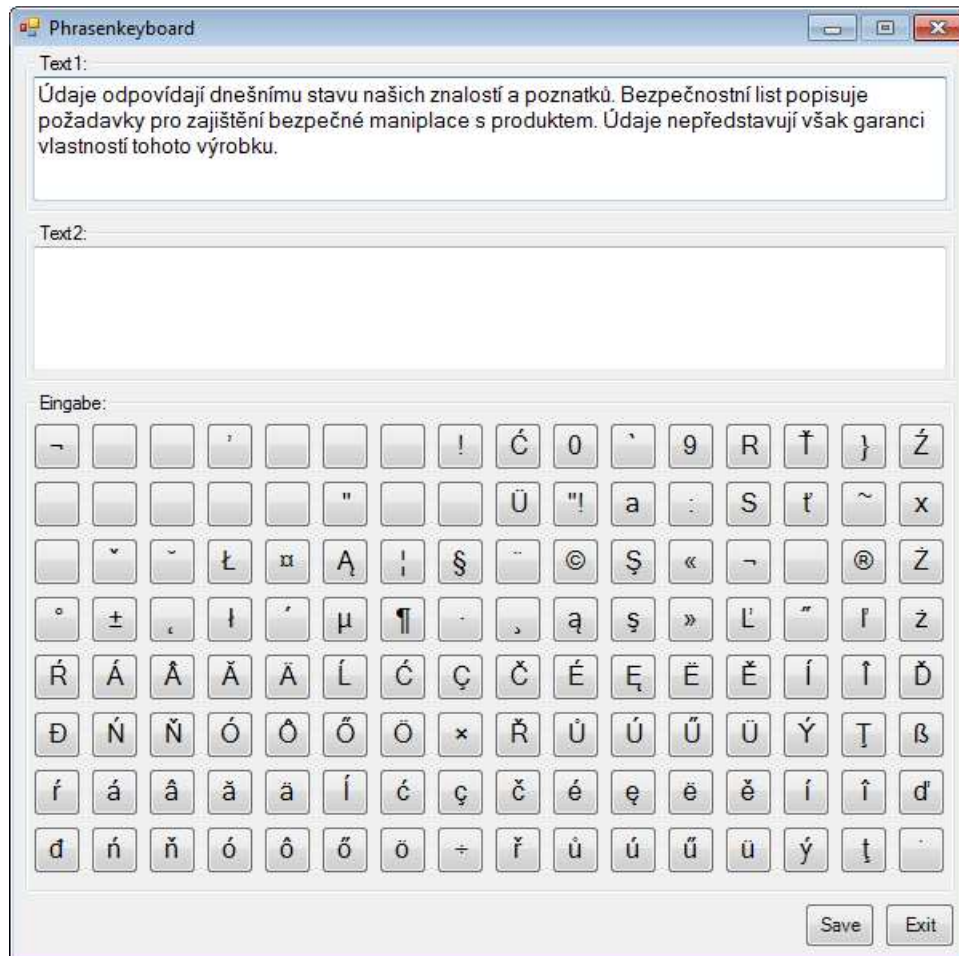 Phrasenkeyboard
Text1:
Údaje odpovídají dnešnímu stavu našich znalostí a poznatků. Bezpečnostní list popisuje
požadavky pro zajištění bezpečné maniplace s produktem. Údaje nepředstavují však garanci
vlastností tohoto výrobku.
Text2:
Eingabe:
¬ ' ! Ć 0 ` 9 R Ť } Ź
" Ü "! a : S ť ~ x
ˇ ˘ Ł ¤ Ą ¦ § ¨ © Ş « ¬ ® Ż
° ± ˛ ł ´ µ ¶ · ¸ ą ş » Ľ ˝ ľ ż
Ŕ Á Â Ă Ä Ĺ Ć Ç Č É Ę Ë Ě Í Î Ď
Đ Ń Ň Ó Ô Ő Ö × Ř Ů Ú Ű Ü Ý Ţ ß
ŕ á â ă ä ĺ ć ç č é ę ë ě í î ď
đ ń ň ó ô ő ö ÷ ř ů ú ű ü ý ţ ˙
Save Exit